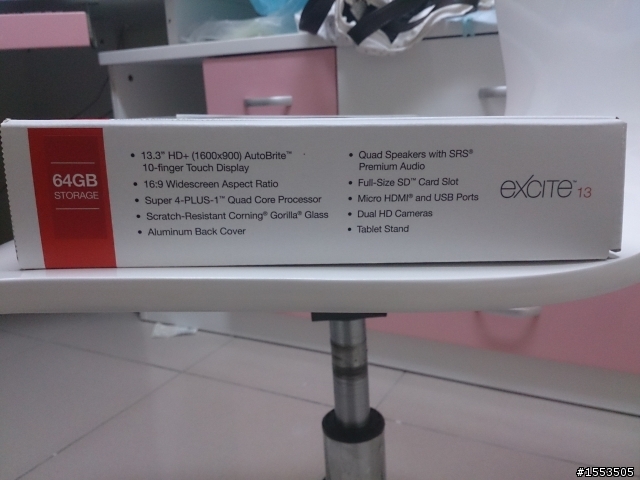 64GB
STORAGE
• 13.3" HD+ (1600x900) AutoBrite™
10-finger Touch Display
• 16:9 Widescreen Aspect Ratio
• Super 4-PLUS-1™ Quad Core Processor
• Scratch-Resistant Corning® Gorilla® Glass
• Aluminum Back Cover
• Quad Speakers with SRS®
Premium Audio
• Full-Size SD™ Card Slot
• Micro HDMI® and USB Ports
• Dual HD Cameras
• Tablet Stand
excite™ 13
#1553505